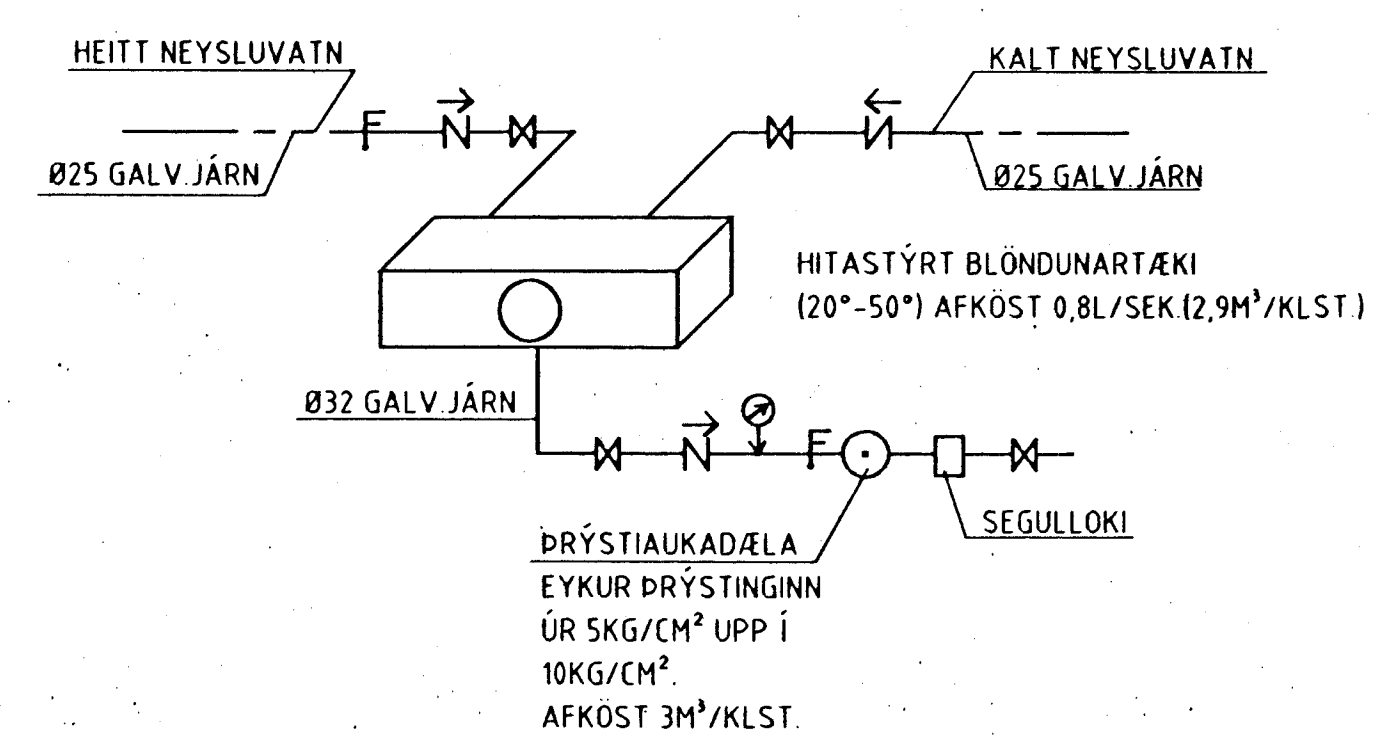 HEITT NEYSLUVATN
KALT NEYSLUVATN
Ø25 GALV.JÁRN
Ø25 GALV.JÁRN
HITASTÝRT BLÖNDUNARTÆKI
(20°-50°) AFKÖST 0,8L/SEK.(2,9M³/KLST.)
Ø32 GALV.JÁRN
SEGULLOKI
ÞRÝSTIAUKADÆLA
EYKUR ÞRÝSTINGINN
ÚR 5KG/CM² UPP Í
10KG/CM².
AFKÖST 3M³/KLST.